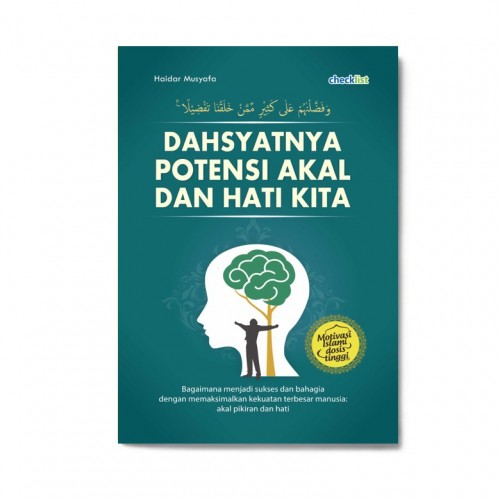 Haidar Musyafa
checklist
وَفَضَّلْنَٰهُمْ عَلَىٰ كَثِيرٍ مِّمَّنْ خَلَقْنَا تَفْضِيلًا ۞
DAHSYATNYA
POTENSI AKAL
DAN HATI KITA
Motivasi
Islami
dosis
tinggi
Bagaimana menjadi sukses dan bahagia
dengan memaksimalkan kekuatan terbesar manusia:
akal pikiran dan hati